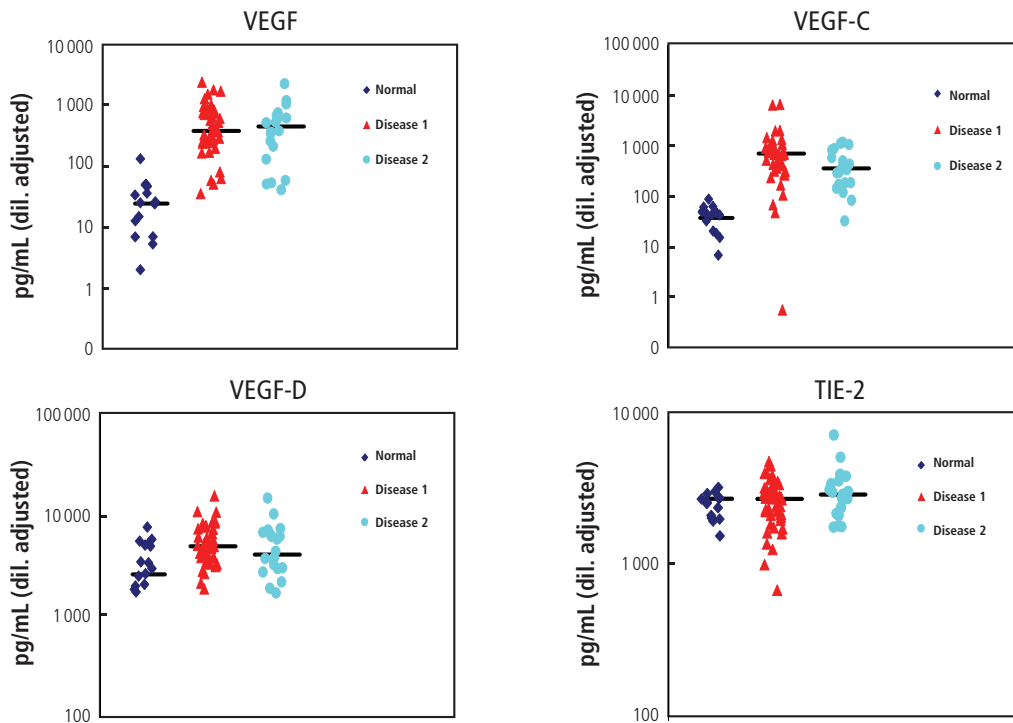 VEGF
pg/mL (dil. adjusted)
10 000
1 000
100
10
1
0
Normal
Disease 1
Disease 2
VEGF-C
pg/mL (dil. adjusted)
100 000
10 000
1 000
100
10
1
0
Normal
Disease 1
Disease 2
VEGF-D
pg/mL (dil. adjusted)
100 000
10 000
1 000
100
Normal
Disease 1
Disease 2
TIE-2
pg/mL (dil. adjusted)
10 000
1 000
100
Normal
Disease 1
Disease 2